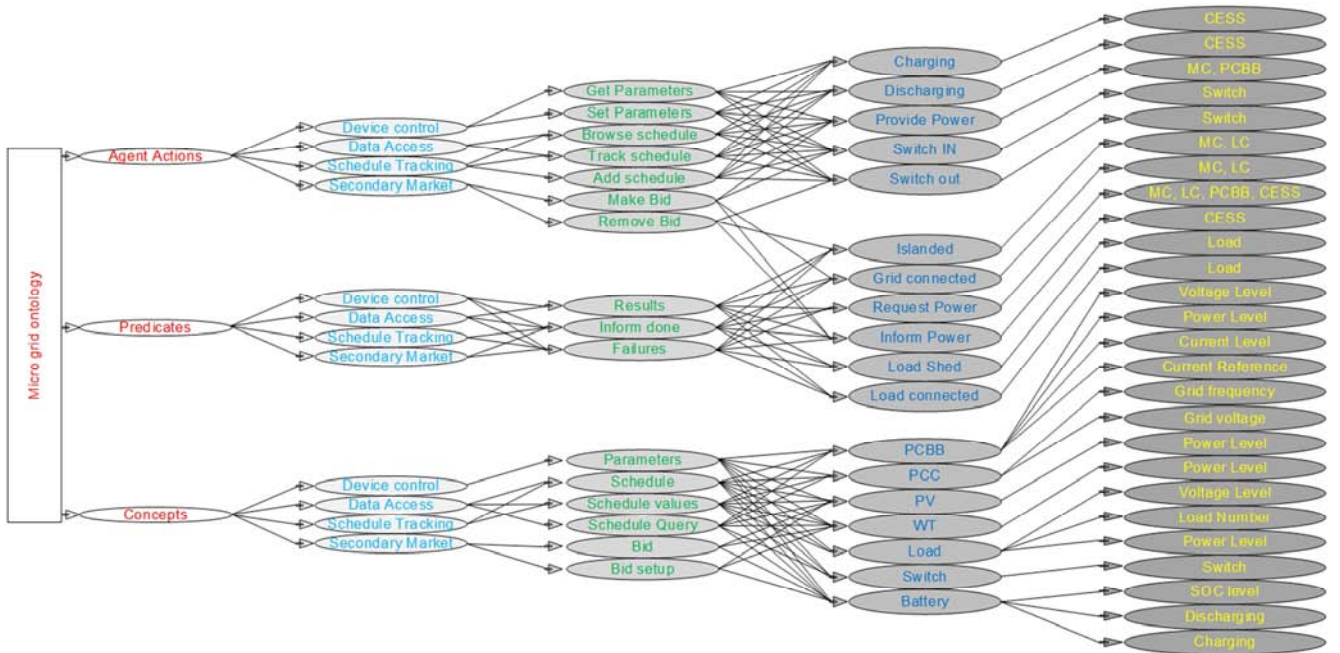 Micro grid ontology
Agent Actions
Predicates
Concepts
Device control
Data Access
Schedule Tracking
Secondary Market
Device control
Data Access
Schedule Tracking
Secondary Market
Device control
Data Access
Schedule Tracking
Secondary Market
Get Parameters
Set Parameters
Browse schedule
Track schedule
Add schedule
Make Bid
Remove Bid
Results
Inform done
Failures
Parameters
Schedule
Schedule values
Schedule Query
Bid
Bid setup
Charging
Discharging
Provide Power
Switch IN
Switch out
Islanded
Grid connected
Request Power
Inform Power
Load Shed
Load connected
PCBB
PCC
PV
WT
Load
Switch
Battery
CESS
CESS
MC, PCBB
Switch
Switch
MC, LC
MC, LC
MC, LC, PCBB, CESS
CESS
Load
Load
Voltage Level
Power Level
Current Level
Current Reference
Grid frequency
Grid voltage
Power Level
Power Level
Voltage Level
Load Number
Power Level
Switch
SOC level
Discharging
Charging